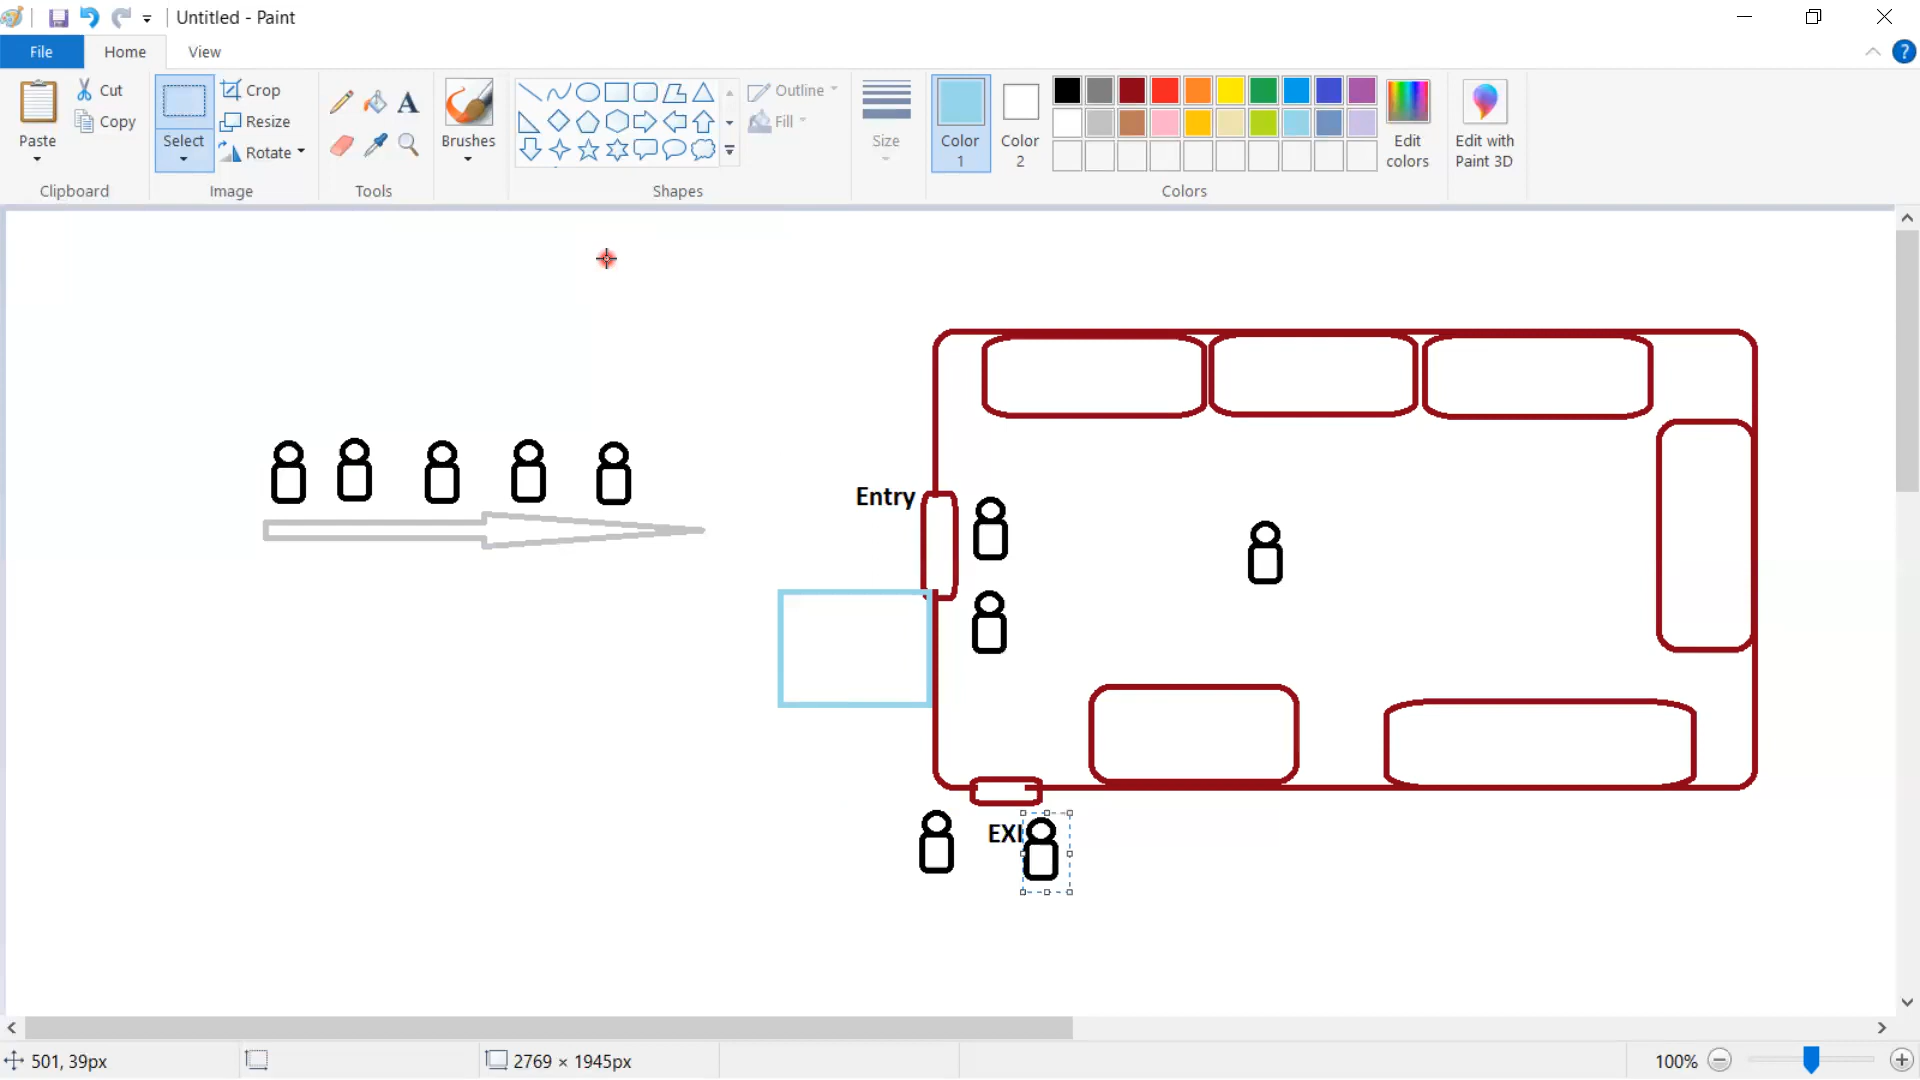 Untitled - Paint
File
Home
View
Paste
Cut
Copy
Clipboard
Select
Crop
Resize
Rotate
Image
A
Tools
Brushes
Shapes
Outline
Fill
Size
Color
1
Color
2
Colors
Edit
colors
Edit with
Paint 3D
?
Entry
EXI
501, 39px
2769 × 1945px
100%